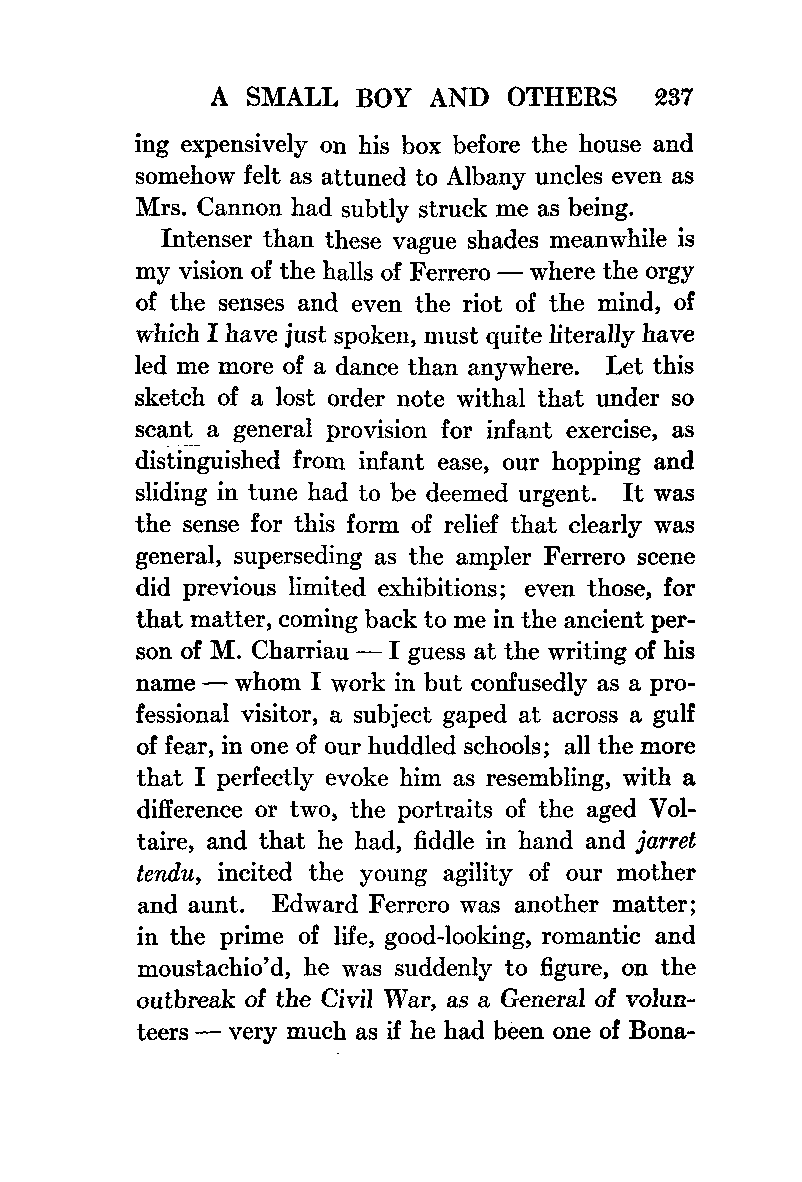 A SMALL BOY AND OTHERS 237
ing expensively on his box before the house and
somehow felt as attuned to Albany uncles even as
Mrs. Cannon had subtly struck me as being.
Intenser than these vague shades meanwhile is
my vision of the halls of Ferrero — where the orgy
of the senses and even the riot of the mind, of
which I have just spoken, must quite literally have
led me more of a dance than anywhere. Let this
sketch of a lost order note withal that under so
scant a general provision for infant exercise, as
distinguished from infant ease, our hopping and
sliding in tune had to be deemed urgent. It was
the sense for this form of relief that clearly was
general, superseding as the ampler Ferrero scene
did previous limited exhibitions; even those, for
that matter, coming back to me in the ancient per-
son of M. Charriau — I guess at the writing of his
name — whom I work in but confusedly as a pro-
fessional visitor, a subject gaped at across a gulf
of fear, in one of our huddled schools; all the more
that I perfectly evoke him as resembling, with a
difference or two, the portraits of the aged Vol-
taire, and that he had, fiddle in hand and jarret
tendu, incited the young agility of our mother
and aunt. Edward Ferrero was another matter;
in the prime of life, good-looking, romantic and
moustachio'd, he was suddenly to figure, on the
outbreak of the Civil War, as a General of volun-
teers — very much as if he had been one of Bona-